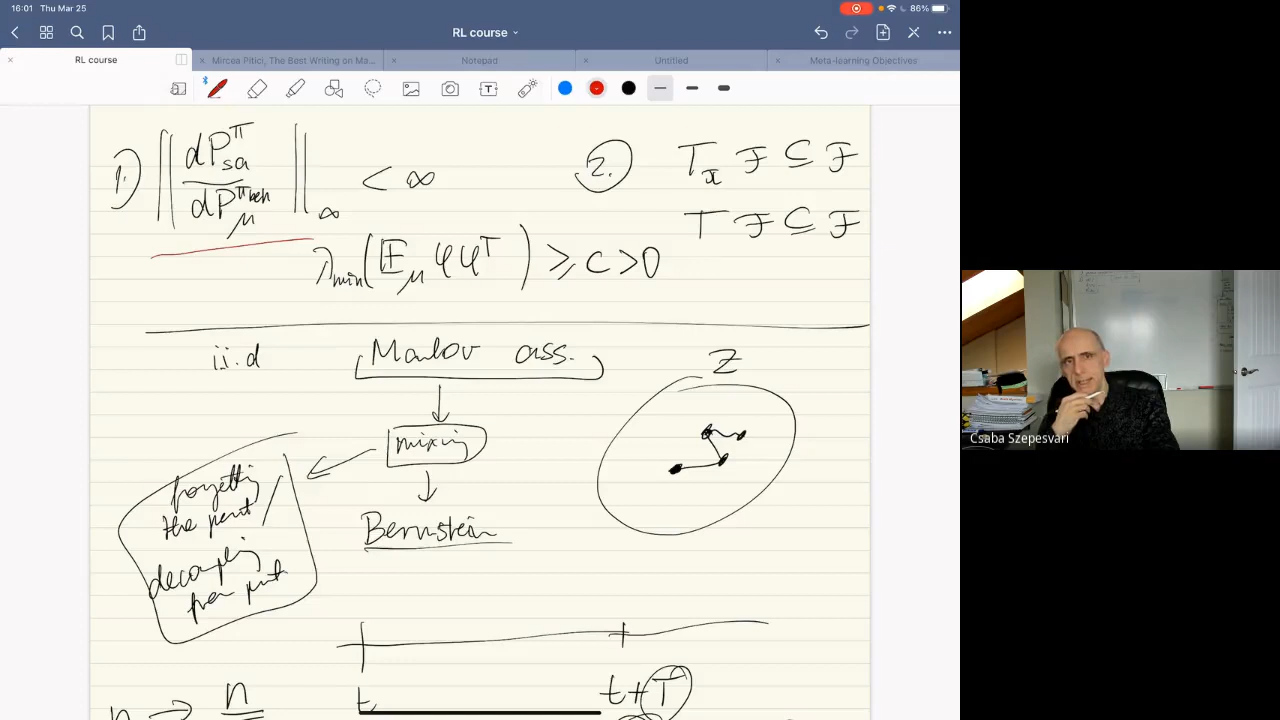 16:01 Thu Mar 25
86%
RL course
RL course
Mircea Pitici, The Best Writing on Ma...
Notepad
Untitled
Meta-learning Objectives
1) ‖ dP^π_sa / dP^π_beh_μ ‖_∞ < ∞
2. T_π F ⊆ F
T F ⊆ F
λ_min ( E_μ φφ^T ) ≥ c > 0
i.i.d
Markov ass.
Z
mixing
forgetting
the past
Bernstein
decoupling
from past
t
t+T
n → n
Csaba Szepesvari